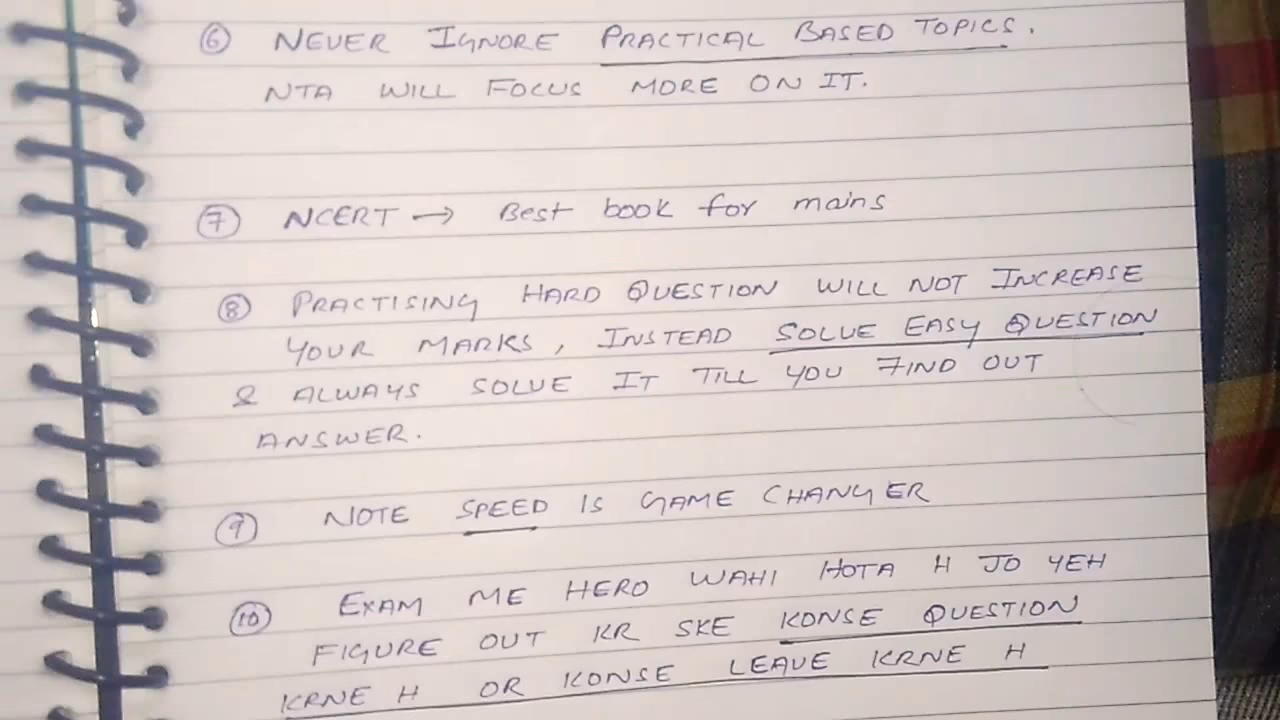 ⑥ NEVER IGNORE PRACTICAL BASED TOPICS.
NTA WILL FOCUS MORE ON IT.
⑦ NCERT → Best book for mains
⑧ PRACTISING HARD QUESTION WILL NOT INCREASE
YOUR MARKS, INSTEAD SOLVE EASY QUESTION
& ALWAYS SOLVE IT TILL YOU FIND OUT
ANSWER.
⑨ NOTE SPEED IS GAME CHANGER
⑩ EXAM ME HERO WAHI HOTA H JO YEH
FIGURE OUT KR SKE KONSE QUESTION
KRNE H OR KONSE LEAVE KRNE H